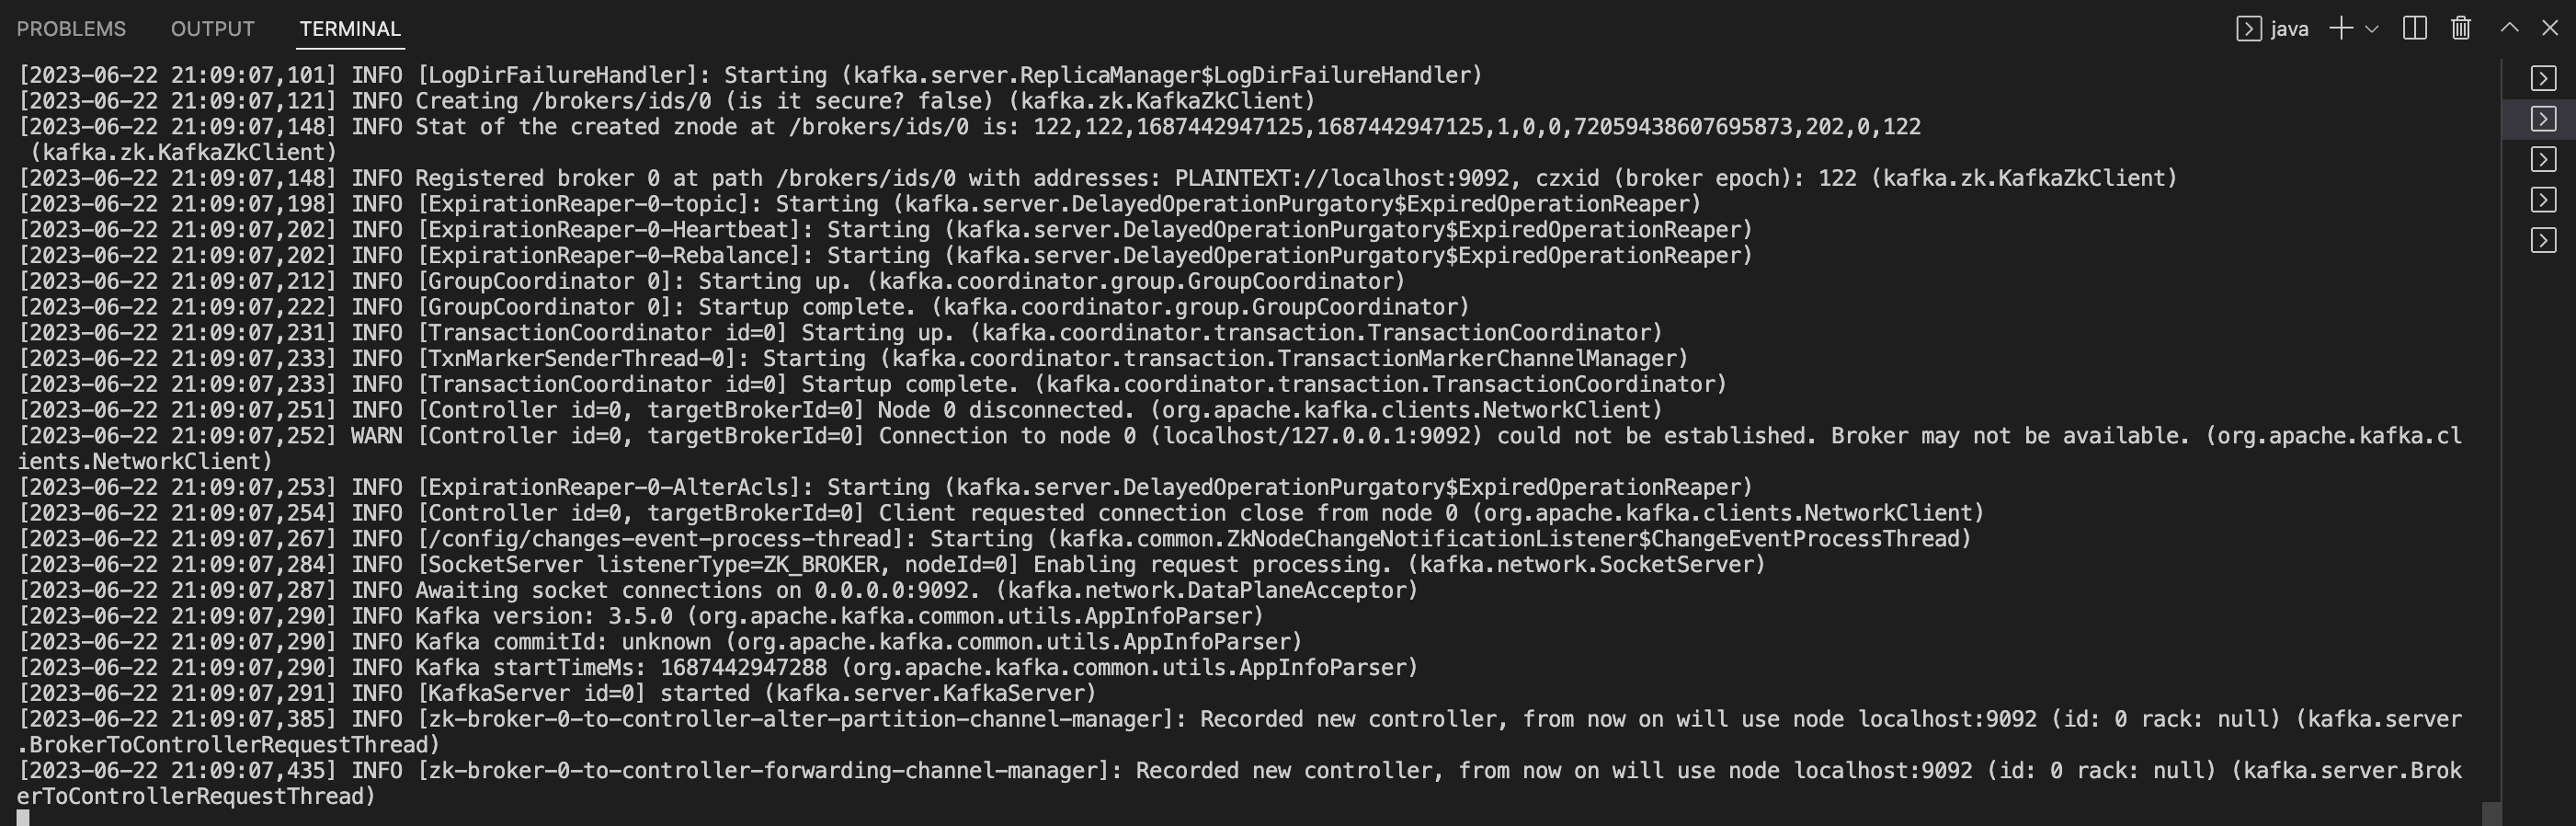 PROBLEMS OUTPUT TERMINAL java
[2023-06-22 21:09:07,101] INFO [LogDirFailureHandler]: Starting (kafka.server.ReplicaManager$LogDirFailureHandler)
[2023-06-22 21:09:07,121] INFO Creating /brokers/ids/0 (is it secure? false) (kafka.zk.KafkaZkClient)
[2023-06-22 21:09:07,148] INFO Stat of the created znode at /brokers/ids/0 is: 122,122,1687442947125,1687442947125,1,0,0,72059438607695873,202,0,122
(kafka.zk.KafkaZkClient)
[2023-06-22 21:09:07,148] INFO Registered broker 0 at path /brokers/ids/0 with addresses: PLAINTEXT://localhost:9092, czxid (broker epoch): 122 (kafka.zk.KafkaZkClient)
[2023-06-22 21:09:07,198] INFO [ExpirationReaper-0-topic]: Starting (kafka.server.DelayedOperationPurgatory$ExpiredOperationReaper)
[2023-06-22 21:09:07,202] INFO [ExpirationReaper-0-Heartbeat]: Starting (kafka.server.DelayedOperationPurgatory$ExpiredOperationReaper)
[2023-06-22 21:09:07,202] INFO [ExpirationReaper-0-Rebalance]: Starting (kafka.server.DelayedOperationPurgatory$ExpiredOperationReaper)
[2023-06-22 21:09:07,212] INFO [GroupCoordinator 0]: Starting up. (kafka.coordinator.group.GroupCoordinator)
[2023-06-22 21:09:07,222] INFO [GroupCoordinator 0]: Startup complete. (kafka.coordinator.group.GroupCoordinator)
[2023-06-22 21:09:07,231] INFO [TransactionCoordinator id=0] Starting up. (kafka.coordinator.transaction.TransactionCoordinator)
[2023-06-22 21:09:07,233] INFO [TxnMarkerSenderThread-0]: Starting (kafka.coordinator.transaction.TransactionMarkerChannelManager)
[2023-06-22 21:09:07,233] INFO [TransactionCoordinator id=0] Startup complete. (kafka.coordinator.transaction.TransactionCoordinator)
[2023-06-22 21:09:07,251] INFO [Controller id=0, targetBrokerId=0] Node 0 disconnected. (org.apache.kafka.clients.NetworkClient)
[2023-06-22 21:09:07,252] WARN [Controller id=0, targetBrokerId=0] Connection to node 0 (localhost/127.0.0.1:9092) could not be established. Broker may not be available. (org.apache.kafka.cl
ients.NetworkClient)
[2023-06-22 21:09:07,253] INFO [ExpirationReaper-0-AlterAcls]: Starting (kafka.server.DelayedOperationPurgatory$ExpiredOperationReaper)
[2023-06-22 21:09:07,254] INFO [Controller id=0, targetBrokerId=0] Client requested connection close from node 0 (org.apache.kafka.clients.NetworkClient)
[2023-06-22 21:09:07,267] INFO [/config/changes-event-process-thread]: Starting (kafka.common.ZkNodeChangeNotificationListener$ChangeEventProcessThread)
[2023-06-22 21:09:07,284] INFO [SocketServer listenerType=ZK_BROKER, nodeId=0] Enabling request processing. (kafka.network.SocketServer)
[2023-06-22 21:09:07,287] INFO Awaiting socket connections on 0.0.0.0:9092. (kafka.network.DataPlaneAcceptor)
[2023-06-22 21:09:07,290] INFO Kafka version: 3.5.0 (org.apache.kafka.common.utils.AppInfoParser)
[2023-06-22 21:09:07,290] INFO Kafka commitId: unknown (org.apache.kafka.common.utils.AppInfoParser)
[2023-06-22 21:09:07,290] INFO Kafka startTimeMs: 1687442947288 (org.apache.kafka.common.utils.AppInfoParser)
[2023-06-22 21:09:07,291] INFO [KafkaServer id=0] started (kafka.server.KafkaServer)
[2023-06-22 21:09:07,385] INFO [zk-broker-0-to-controller-alter-partition-channel-manager]: Recorded new controller, from now on will use node localhost:9092 (id: 0 rack: null) (kafka.server
.BrokerToControllerRequestThread)
[2023-06-22 21:09:07,435] INFO [zk-broker-0-to-controller-forwarding-channel-manager]: Recorded new controller, from now on will use node localhost:9092 (id: 0 rack: null) (kafka.server.Brok
erToControllerRequestThread)